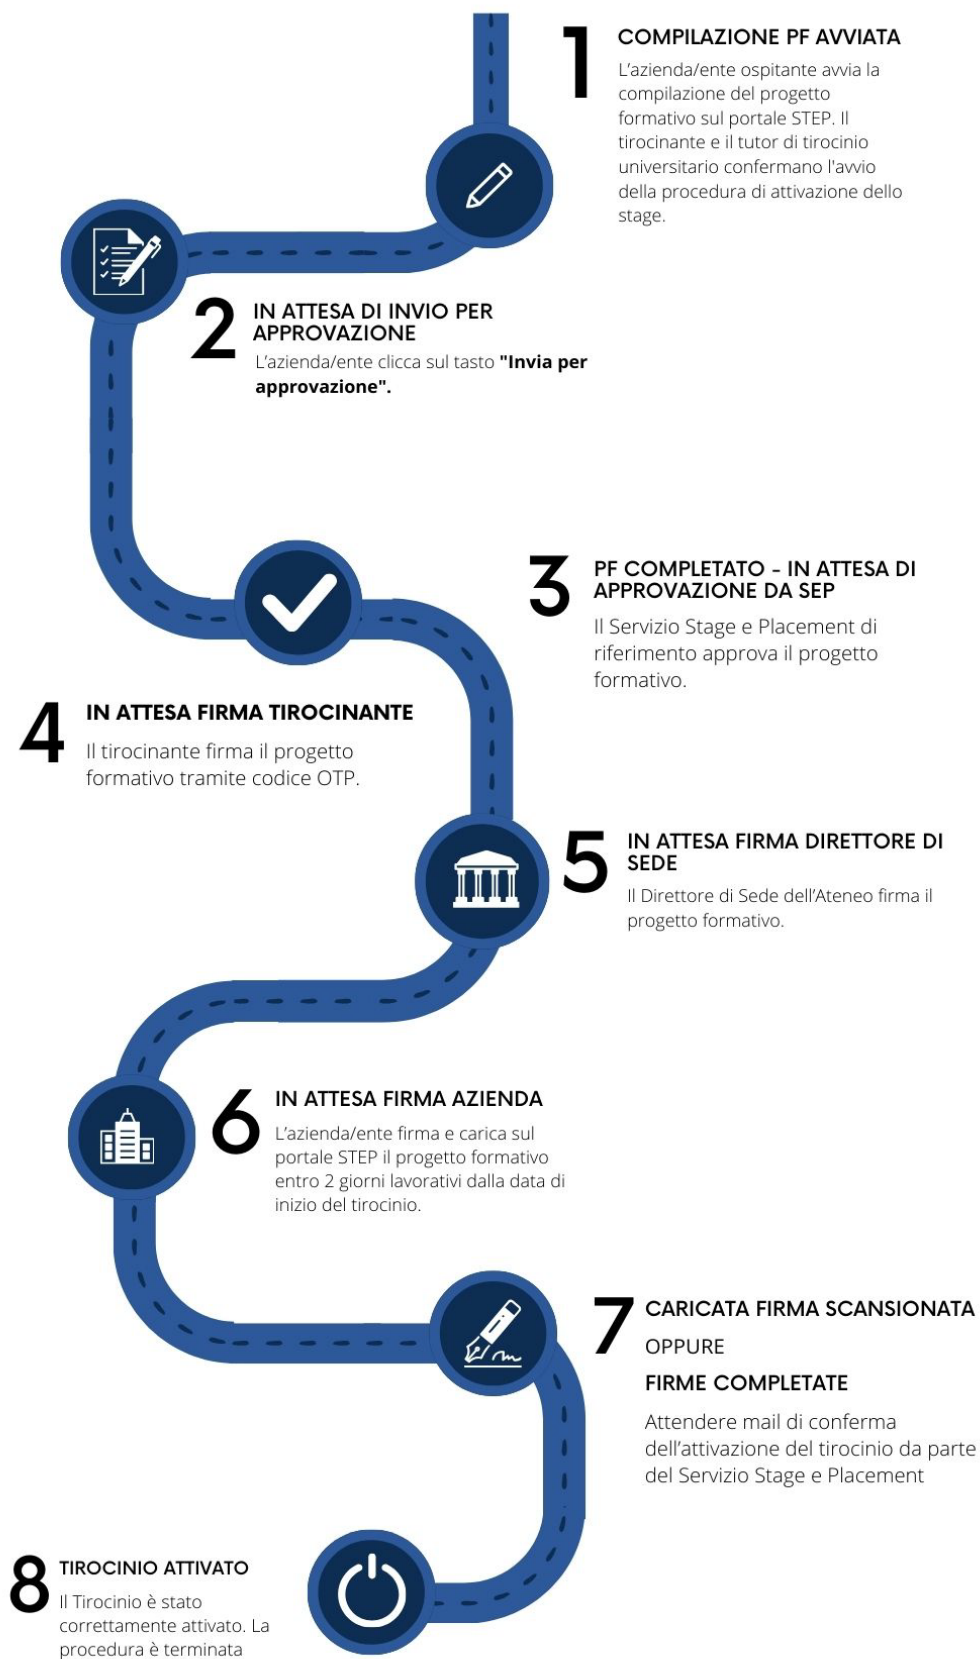 1
COMPILAZIONE PF AVVIATA
L'azienda/ente ospitante avvia la
compilazione del progetto
formativo sul portale STEP. Il
tirocinante e il tutor di tirocinio
universitario confermano l'avvio
della procedura di attivazione dello
stage.
2
IN ATTESA DI INVIO PER
APPROVAZIONE
L'azienda/ente clicca sul tasto "Invia per
approvazione".
3
PF COMPLETATO - IN ATTESA DI
APPROVAZIONE DA SEP
Il Servizio Stage e Placement di
riferimento approva il progetto
formativo.
4
IN ATTESA FIRMA TIROCINANTE
Il tirocinante firma il progetto
formativo tramite codice OTP.
5
IN ATTESA FIRMA DIRETTORE DI
SEDE
Il Direttore di Sede dell'Ateneo firma il
progetto formativo.
6
IN ATTESA FIRMA AZIENDA
L'azienda/ente firma e carica sul
portale STEP il progetto formativo
entro 2 giorni lavorativi dalla data di
inizio del tirocinio.
7
CARICATA FIRMA SCANSIONATA
OPPURE
FIRME COMPLETATE
Attendere mail di conferma
dell'attivazione del tirocinio da parte
del Servizio Stage e Placement
8
TIROCINIO ATTIVATO
Il Tirocinio è stato
correttamente attivato. La
procedura è terminata